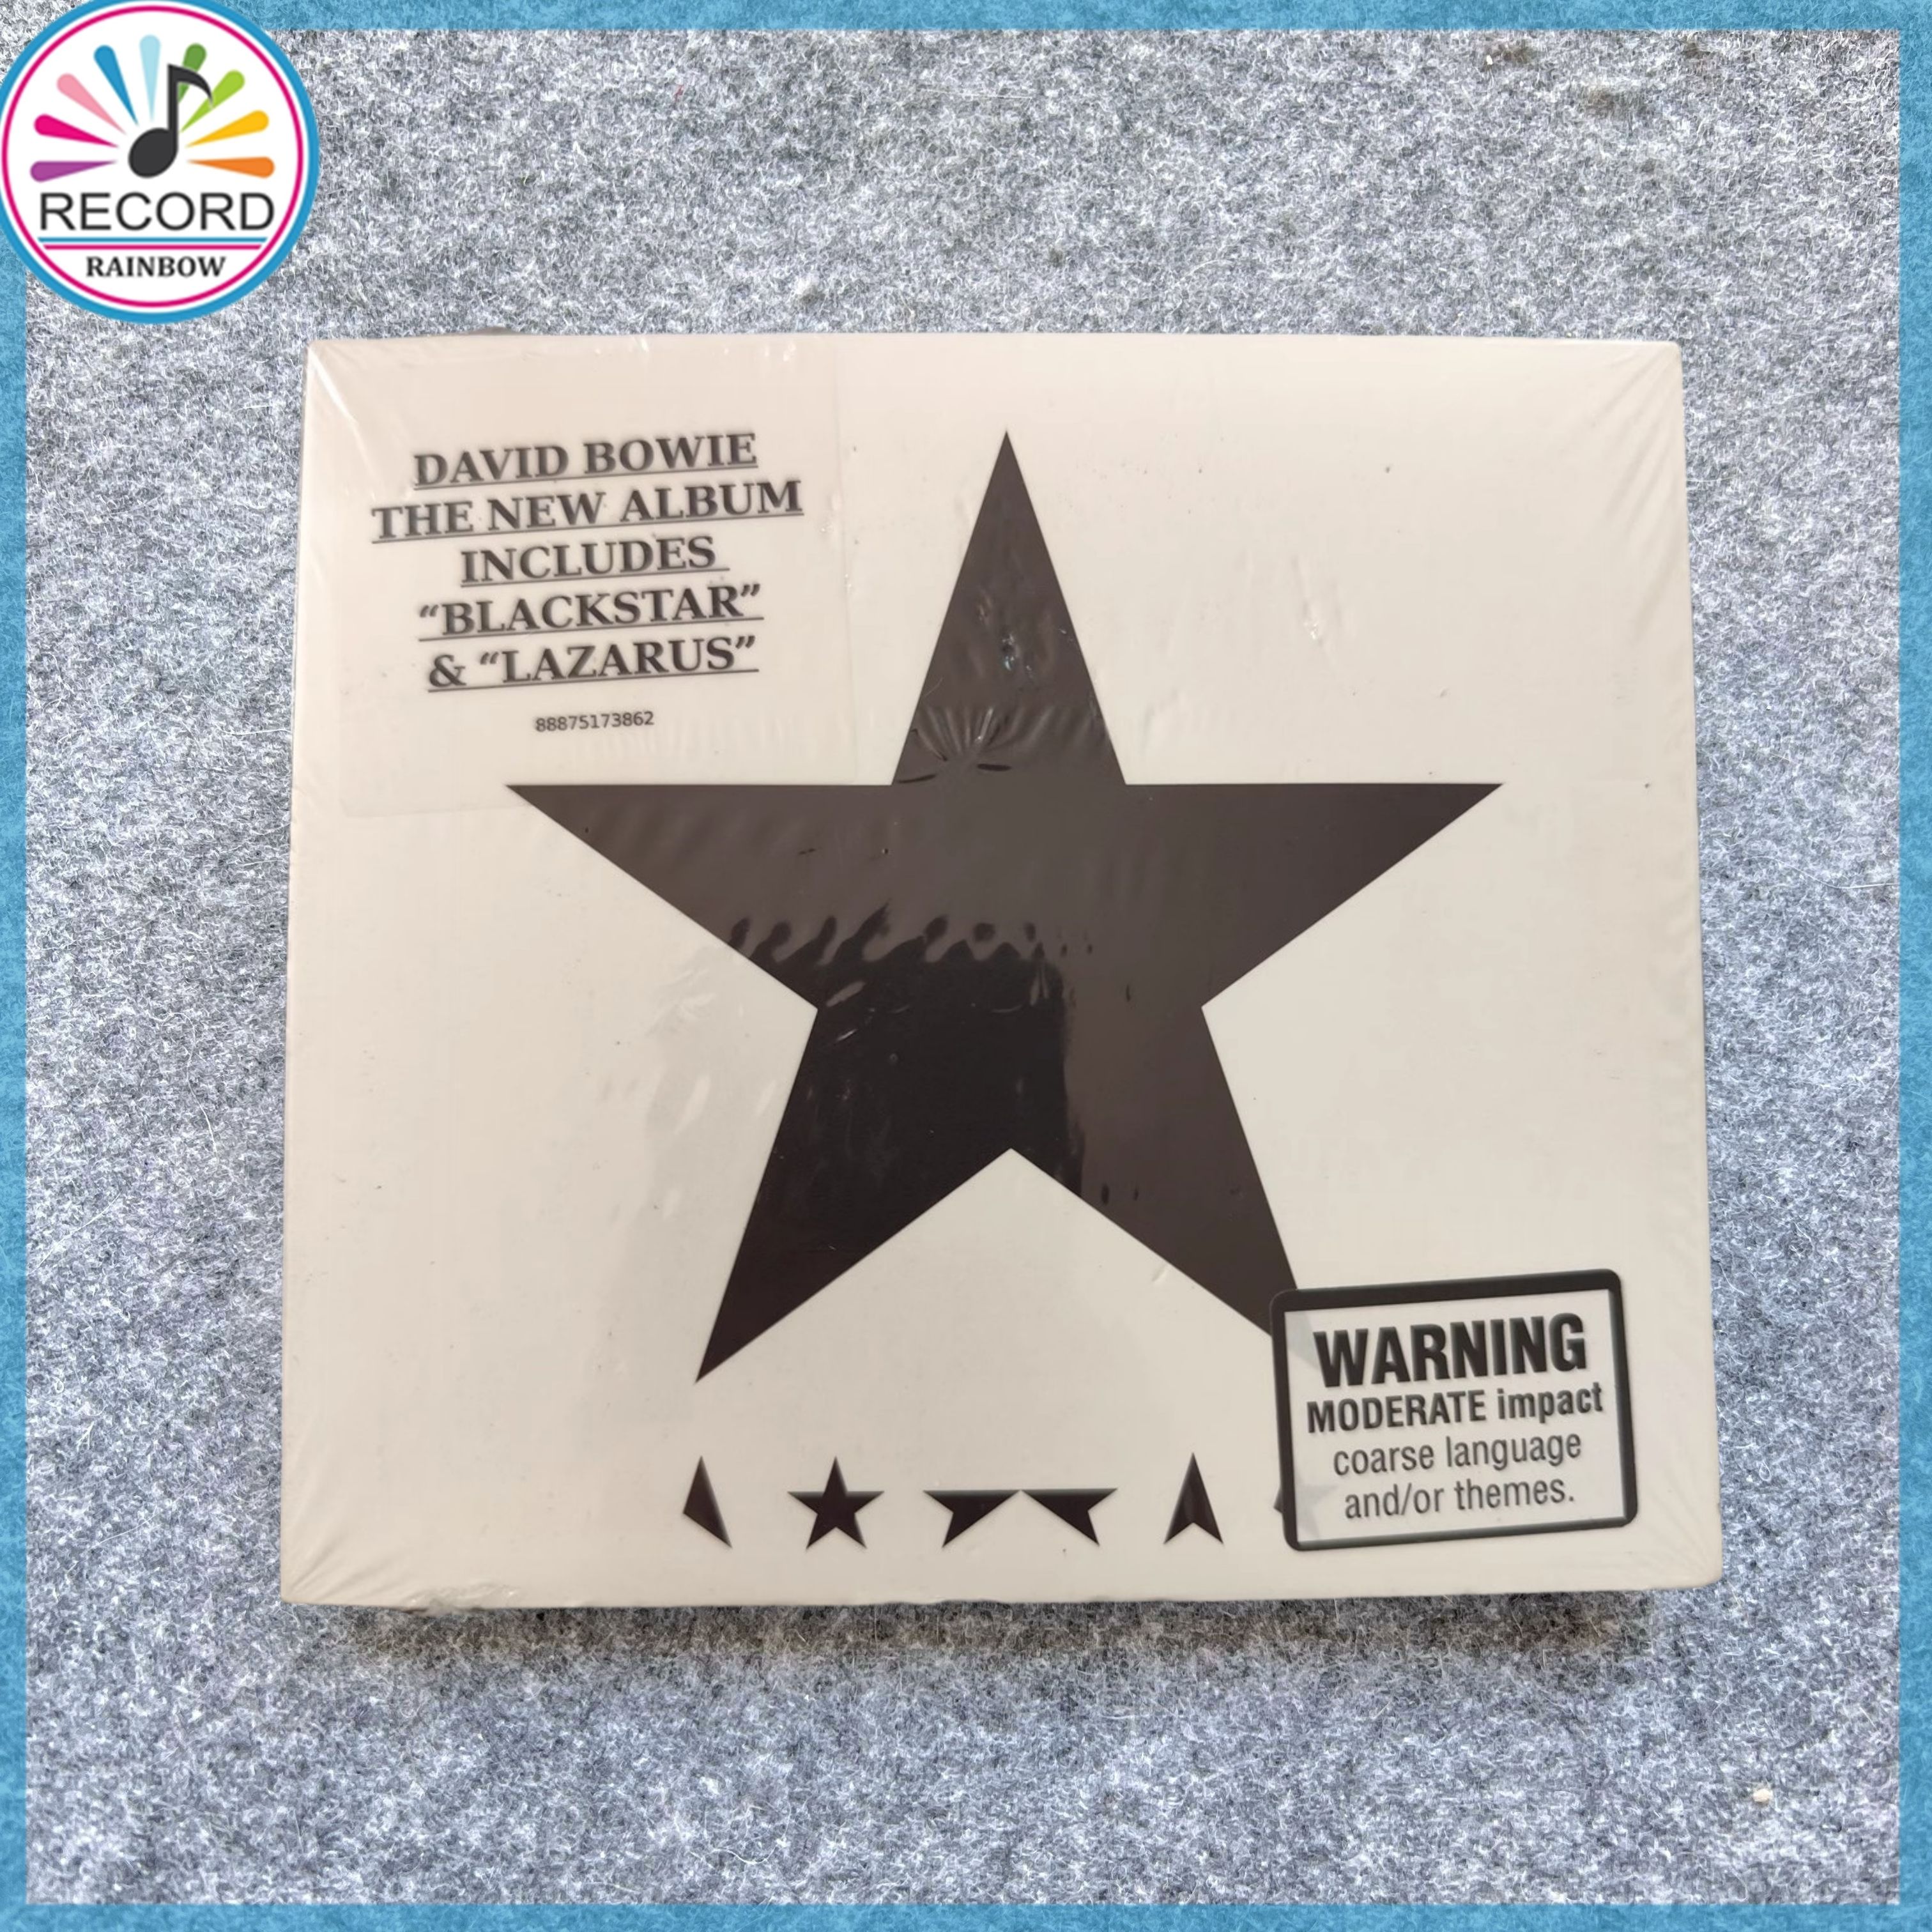 RECORD
RAINBOW
DAVID BOWIE
THE NEW ALBUM
INCLUDES
“BLACKSTAR”
& “LAZARUS”
88875173862
WARNING
MODERATE impact
coarse language
and/or themes.